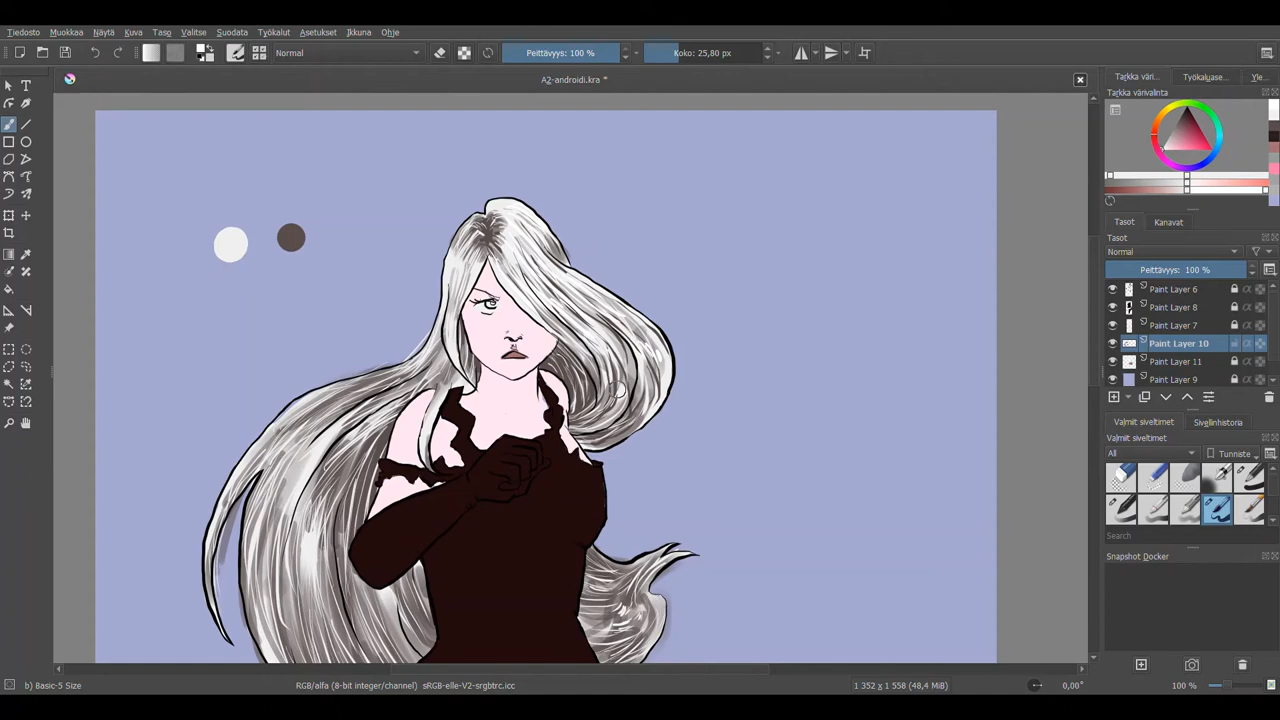 Tiedosto Muokkaa Näytä Kuva Taso Valitse Suodata Työkalut Asetukset Ikkuna Ohje
Normal Peittävyys: 100 % Koko: 25,80 px
A2-androidi.kra *
Tarkka väri... Työkaluase... Yle...
Tarkka värivalinta
Tasot Kanavat
Tasot
Normal
Peittävyys: 100 %
Paint Layer 6
Paint Layer 8
Paint Layer 7
Paint Layer 10
Paint Layer 11
Paint Layer 9
Valmiit siveltimet Sivellinhistoria
All Tunniste
Search
Snapshot Docker
b) Basic-5 Size RGB/alfa (8-bit integer/channel) sRGB-elle-V2-srgbtrc.icc 1 352 x 1 558 (48,4 MiB) 0,00° 100 %